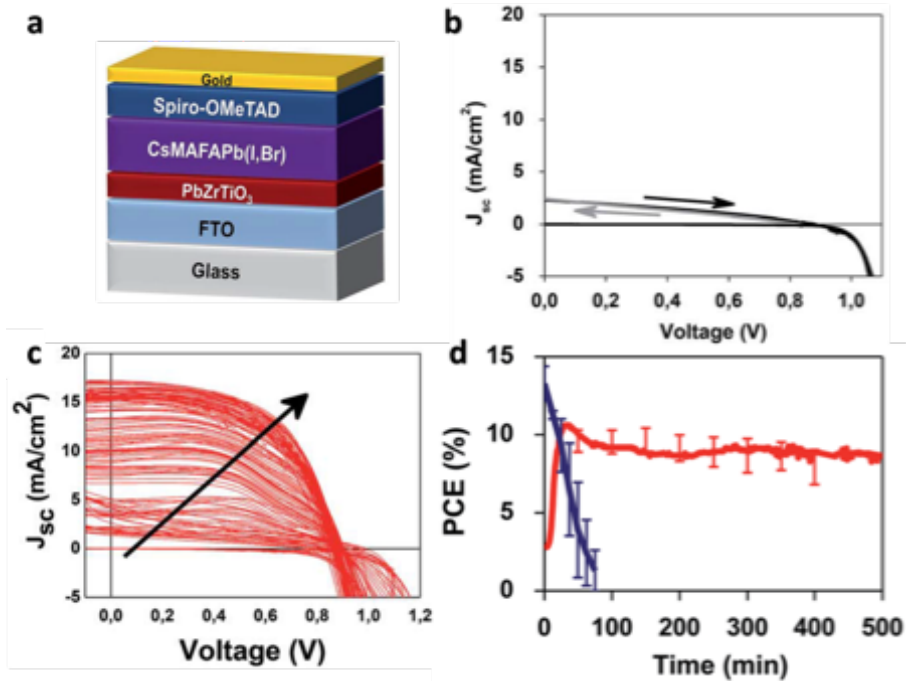 a
Gold
Spiro-OMeTAD
CsMAFAPb(I,Br)
PbZrTiO₃
FTO
Glass
b
20
15
10
5
0
-5
J_sc (mA/cm²)
0,0 0,2 0,4 0,6 0,8 1,0
Voltage (V)
c
20
15
10
5
0
-5
J_sc (mA/cm²)
0,0 0,2 0,4 0,6 0,8 1,0 1,2
Voltage (V)
d
15
10
5
0
PCE (%)
0 100 200 300 400 500
Time (min)